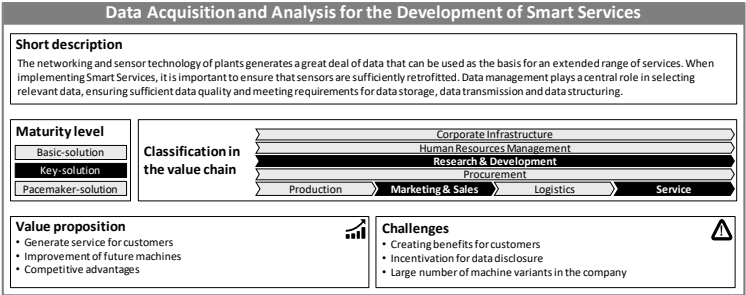 Data Acquisition and Analysis for the Development of Smart Services
Short description
The networking and sensor technology of plants generates a great deal of data that can be used as the basis for an extended range of services. When
implementing Smart Services, it is important to ensure that sensors are sufficiently retrofitted. Data management plays a central role in selecting
relevant data, ensuring sufficient data quality and meeting requirements for data storage, data transmission and data structuring.
Maturity level
Basic-solution
Key-solution
Pacemaker-solution
Classification in
the value chain
Corporate Infrastructure
Human Resources Management
Research & Development
Procurement
Production
Marketing & Sales
Logistics
Service
Value proposition
• Generate service for customers
• Improvement of future machines
• Competitive advantages
Challenges
• Creating benefits for customers
• Incentivation for data disclosure
• Large number of machine variants in the company